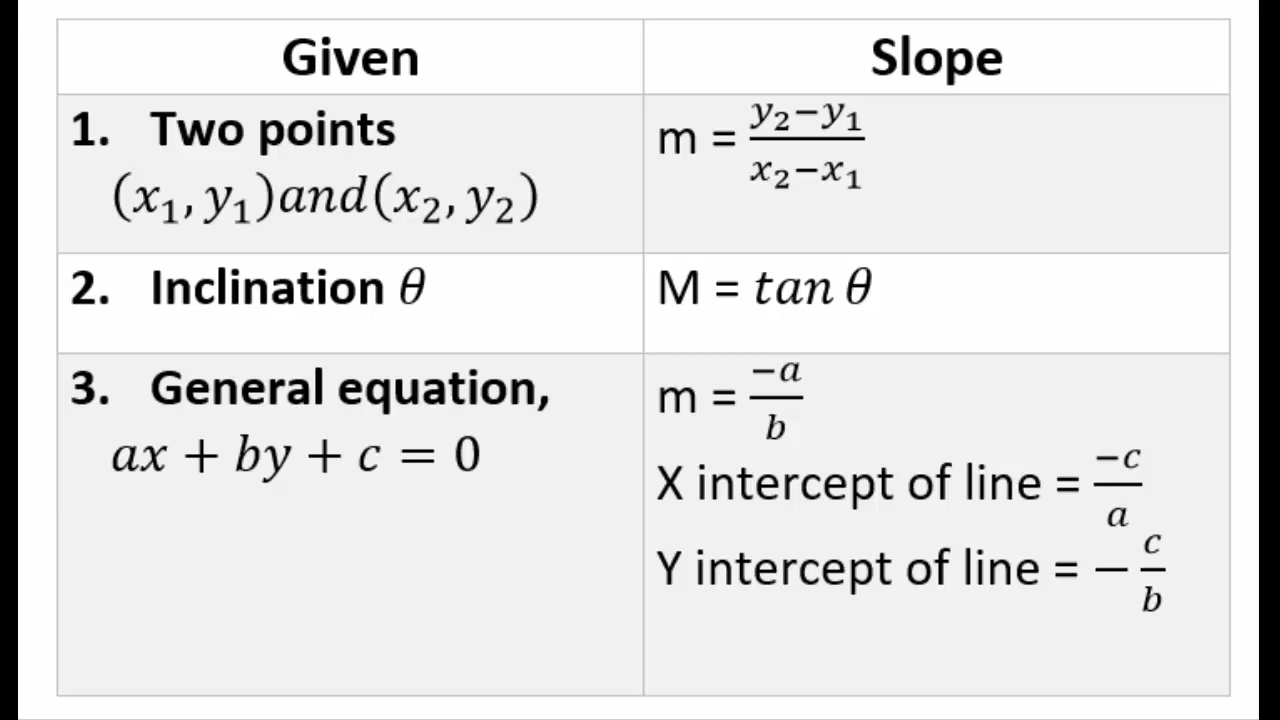 Given
Slope
1. Two points
(x₁, y₁)and(x₂, y₂)
m = y₂−y₁ / x₂−x₁
2. Inclination θ
M = tan θ
3. General equation,
ax + by + c = 0
m = −a / b
X intercept of line = −c / a
Y intercept of line = − c / b